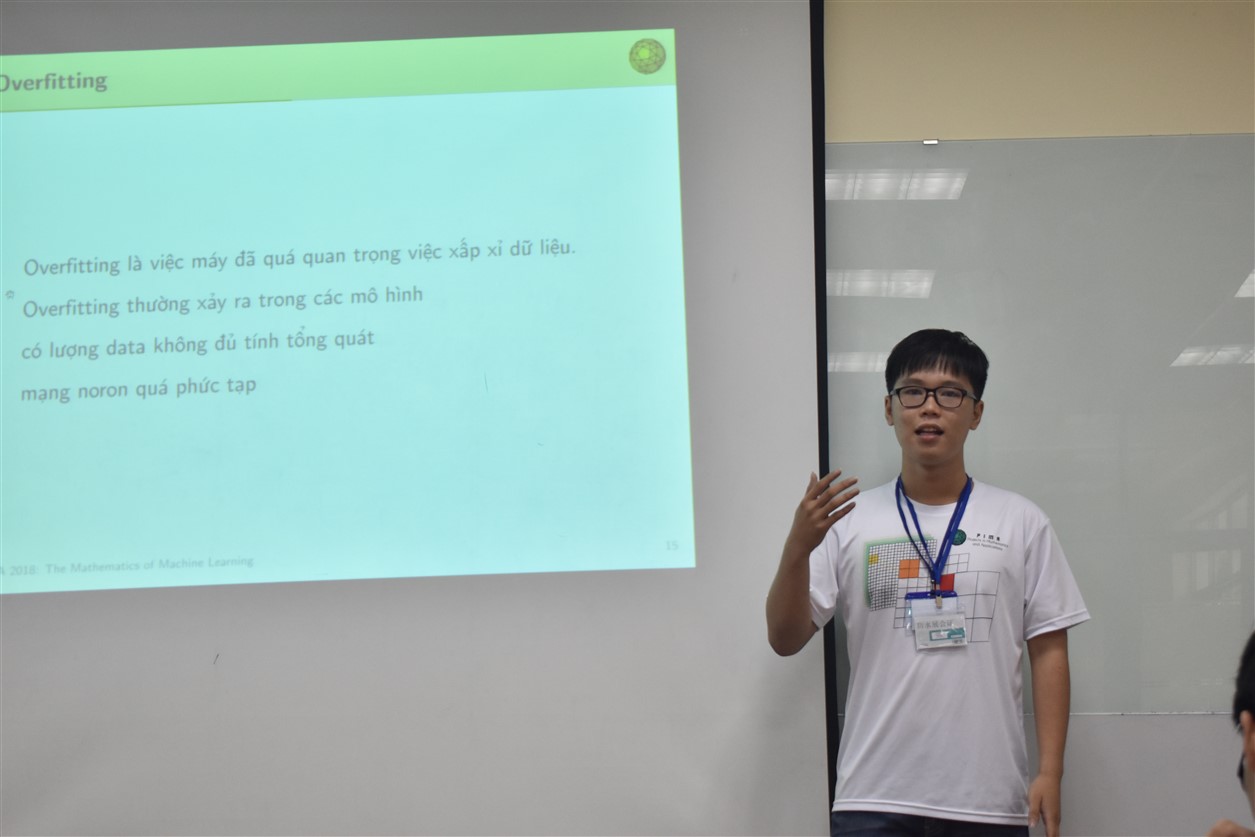 Overfitting
Overfitting là việc máy đã quá quan trọng việc xấp xỉ dữ liệu.
Overfitting thường xảy ra trong các mô hình
có lượng data không đủ tính tổng quát
mạng noron quá phức tạp
2018: The Mathematics of Machine Learning
15
PiMA